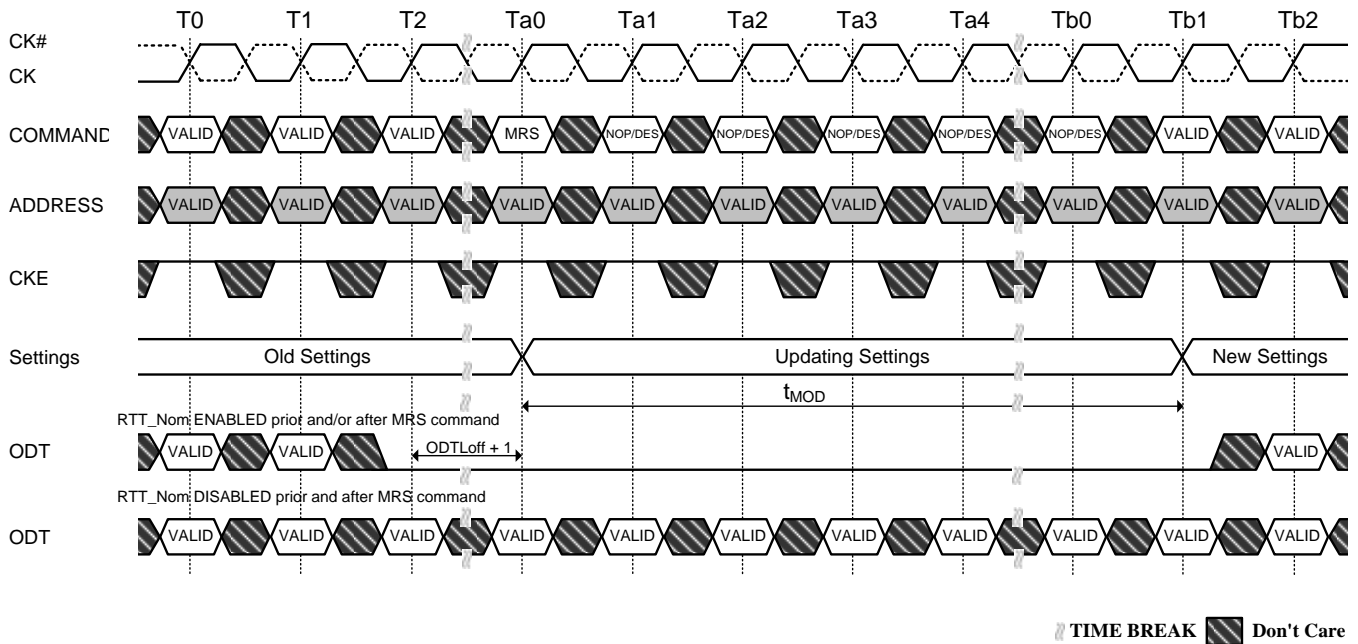 T0 T1 T2 Ta0 Ta1 Ta2 Ta3 Ta4 Tb0 Tb1 Tb2
CK#
CK
COMMAND VALID VALID VALID MRS NOP/DES NOP/DES NOP/DES NOP/DES NOP/DES VALID VALID
ADDRESS VALID VALID VALID VALID VALID VALID VALID VALID VALID VALID VALID
CKE
Settings Old Settings Updating Settings New Settings
tMOD
RTT_Nom ENABLED prior and/or after MRS command
ODT VALID VALID ODTLoff + 1 VALID
RTT_Nom DISABLED prior and after MRS command
ODT VALID VALID VALID VALID VALID VALID VALID VALID VALID VALID VALID
TIME BREAK Don't Care